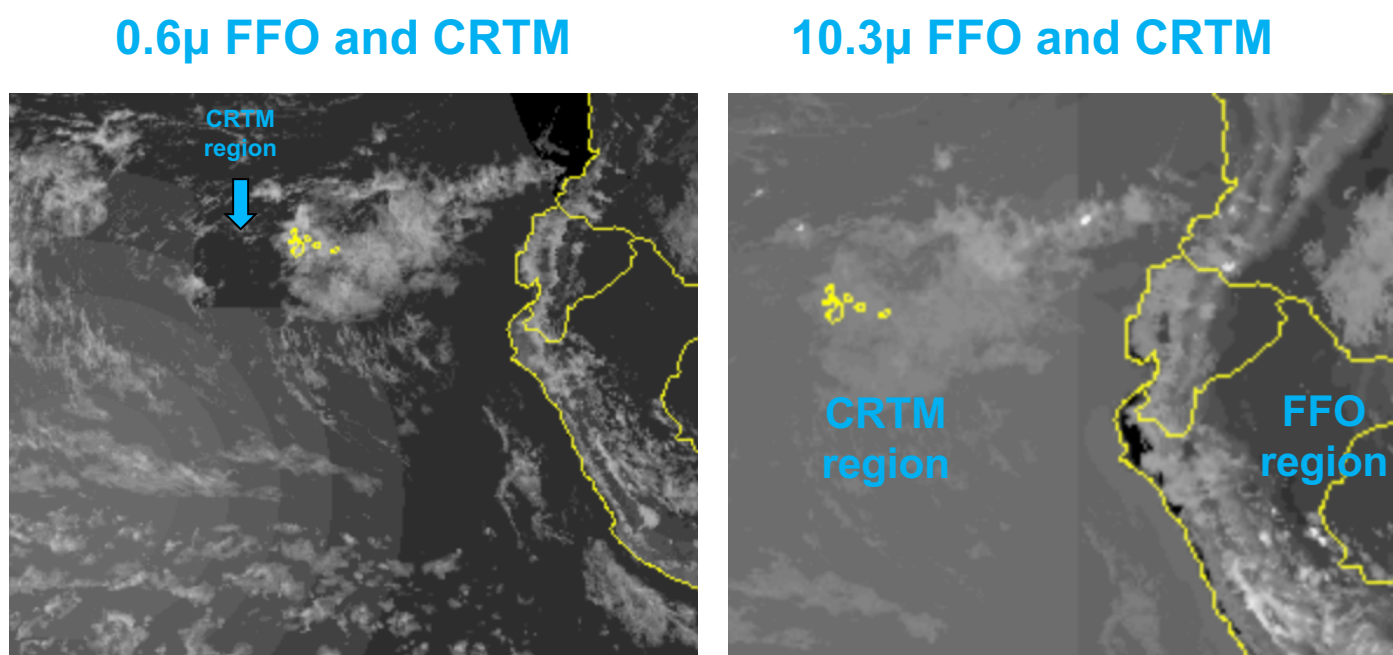 0.6µ FFO and CRTM
10.3µ FFO and CRTM
CRTM
region
CRTM
region
FFO
region